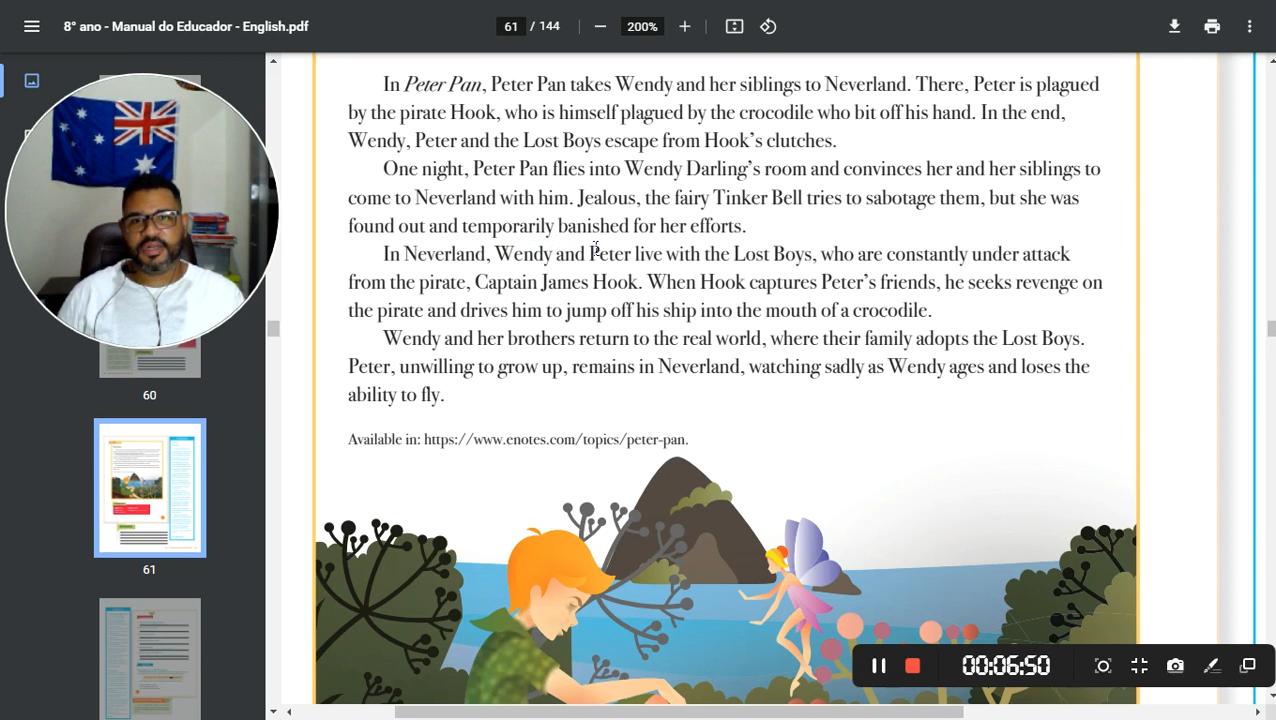 8° ano - Manual do Educador - English.pdf
61 / 144
200%
In Peter Pan, Peter Pan takes Wendy and her siblings to Neverland. There, Peter is plagued
by the pirate Hook, who is himself plagued by the crocodile who bit off his hand. In the end,
Wendy, Peter and the Lost Boys escape from Hook's clutches.
One night, Peter Pan flies into Wendy Darling's room and convinces her and her siblings to
come to Neverland with him. Jealous, the fairy Tinker Bell tries to sabotage them, but she was
found out and temporarily banished for her efforts.
In Neverland, Wendy and Peter live with the Lost Boys, who are constantly under attack
from the pirate, Captain James Hook. When Hook captures Peter's friends, he seeks revenge on
the pirate and drives him to jump off his ship into the mouth of a crocodile.
Wendy and her brothers return to the real world, where their family adopts the Lost Boys.
Peter, unwilling to grow up, remains in Neverland, watching sadly as Wendy ages and loses the
ability to fly.
Available in: https://www.enotes.com/topics/peter-pan.
60
61
00:06:50